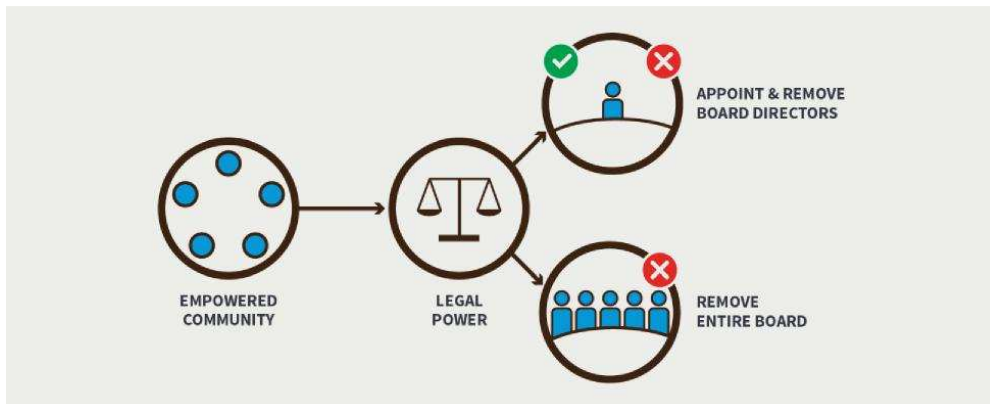 EMPOWERED
COMMUNITY
LEGAL
POWER
APPOINT & REMOVE
BOARD DIRECTORS
REMOVE
ENTIRE BOARD